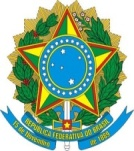 REPÚBLICA FEDERATIVA DO BRASIL
15 de Novembro
de 1889